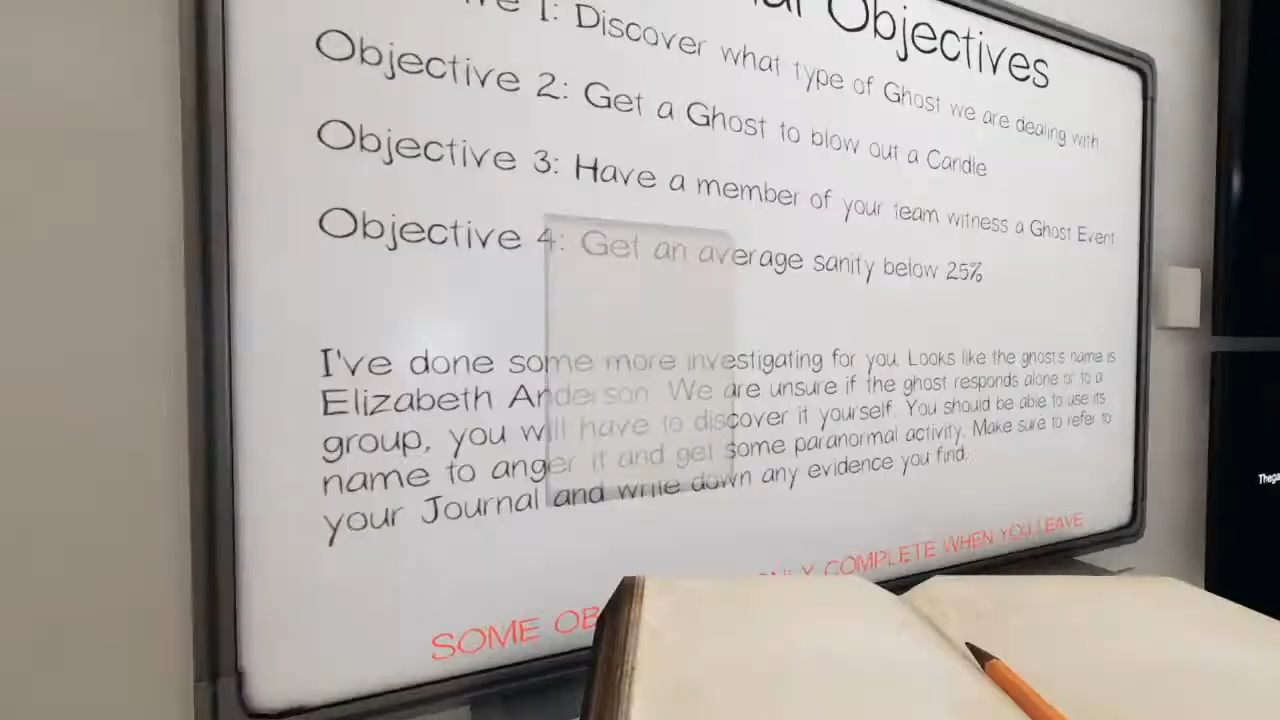 Objectives
1: Discover what type of Ghost we are dealing with
Objective 2: Get a Ghost to blow out a Candle
Objective 3: Have a member of your team witness a Ghost Event
Objective 4: Get an average sanity below 25%
I've done some more investigating for you. Looks like the ghosts name is
Elizabeth Anderson. We are unsure if the ghost responds alone or to a
group, you will have to discover it yourself. You should be able to use its
name to anger it and get some paranormal activity. Make sure to refer to
your Journal and write down any evidence you find.
SOME COMPLETE WHEN YOU LEAVE